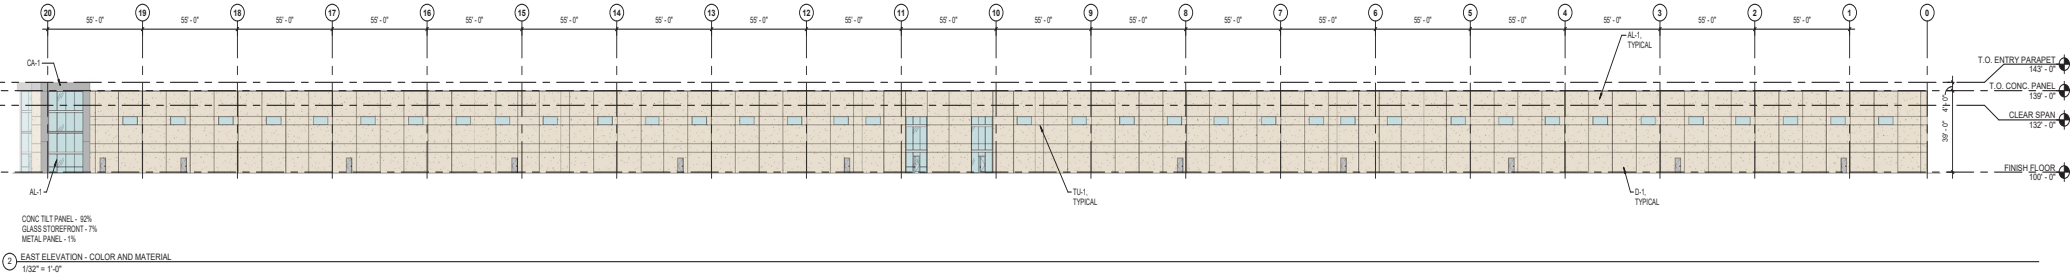 20 19 18 17 16 15 14 13 12 11 10 9 8 7 6 5 4 3 2 1 0
55' - 0" 55' - 0" 55' - 0" 55' - 0" 55' - 0" 55' - 0" 55' - 0" 55' - 0" 55' - 0" 55' - 0" 55' - 0" 55' - 0" 55' - 0" 55' - 0" 55' - 0" 55' - 0" 55' - 0" 55' - 0" 55' - 0"
CA-1
AL-1,
TYPICAL
T.O. ENTRY PARAPET
143' - 0"
T.O. CONC. PANEL
139' - 0"
4'- 0"
CLEAR SPAN
132' - 0"
39' - 0"
FINISH FLOOR
100' - 0"
AL-1
TU-1,
TYPICAL
D-1,
TYPICAL
CONC TILT PANEL - 92%
GLASS STOREFRONT - 7%
METAL PANEL - 1%
2 EAST ELEVATION - COLOR AND MATERIAL
1/32" = 1'-0"